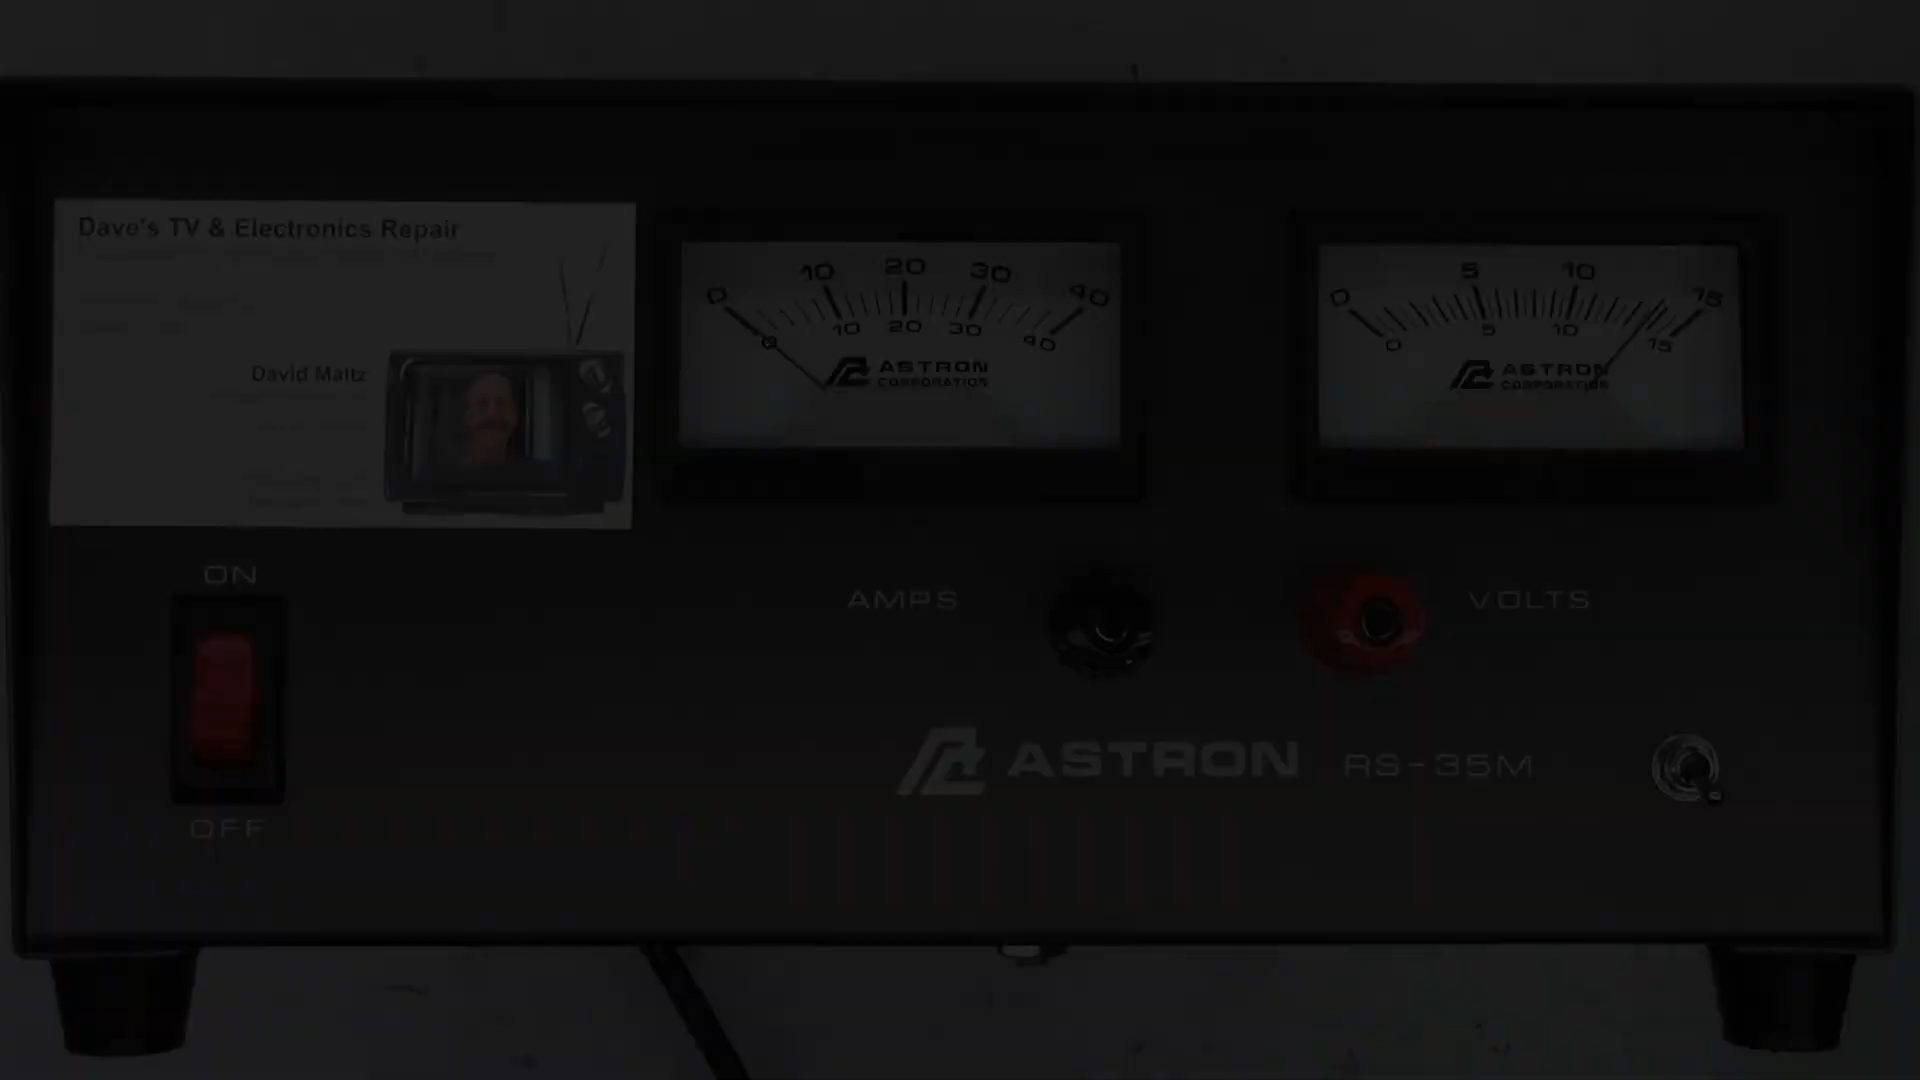 Dave's TV & Electronics Repair
David Maltz
0 10 20 30 40
0 10 20 30 40
ASTRON
CORPORATION
0 5 10 15
0 5 10 15
ASTRON
CORPORATION
ON
OFF
AMPS
VOLTS
ASTRON RS-35M